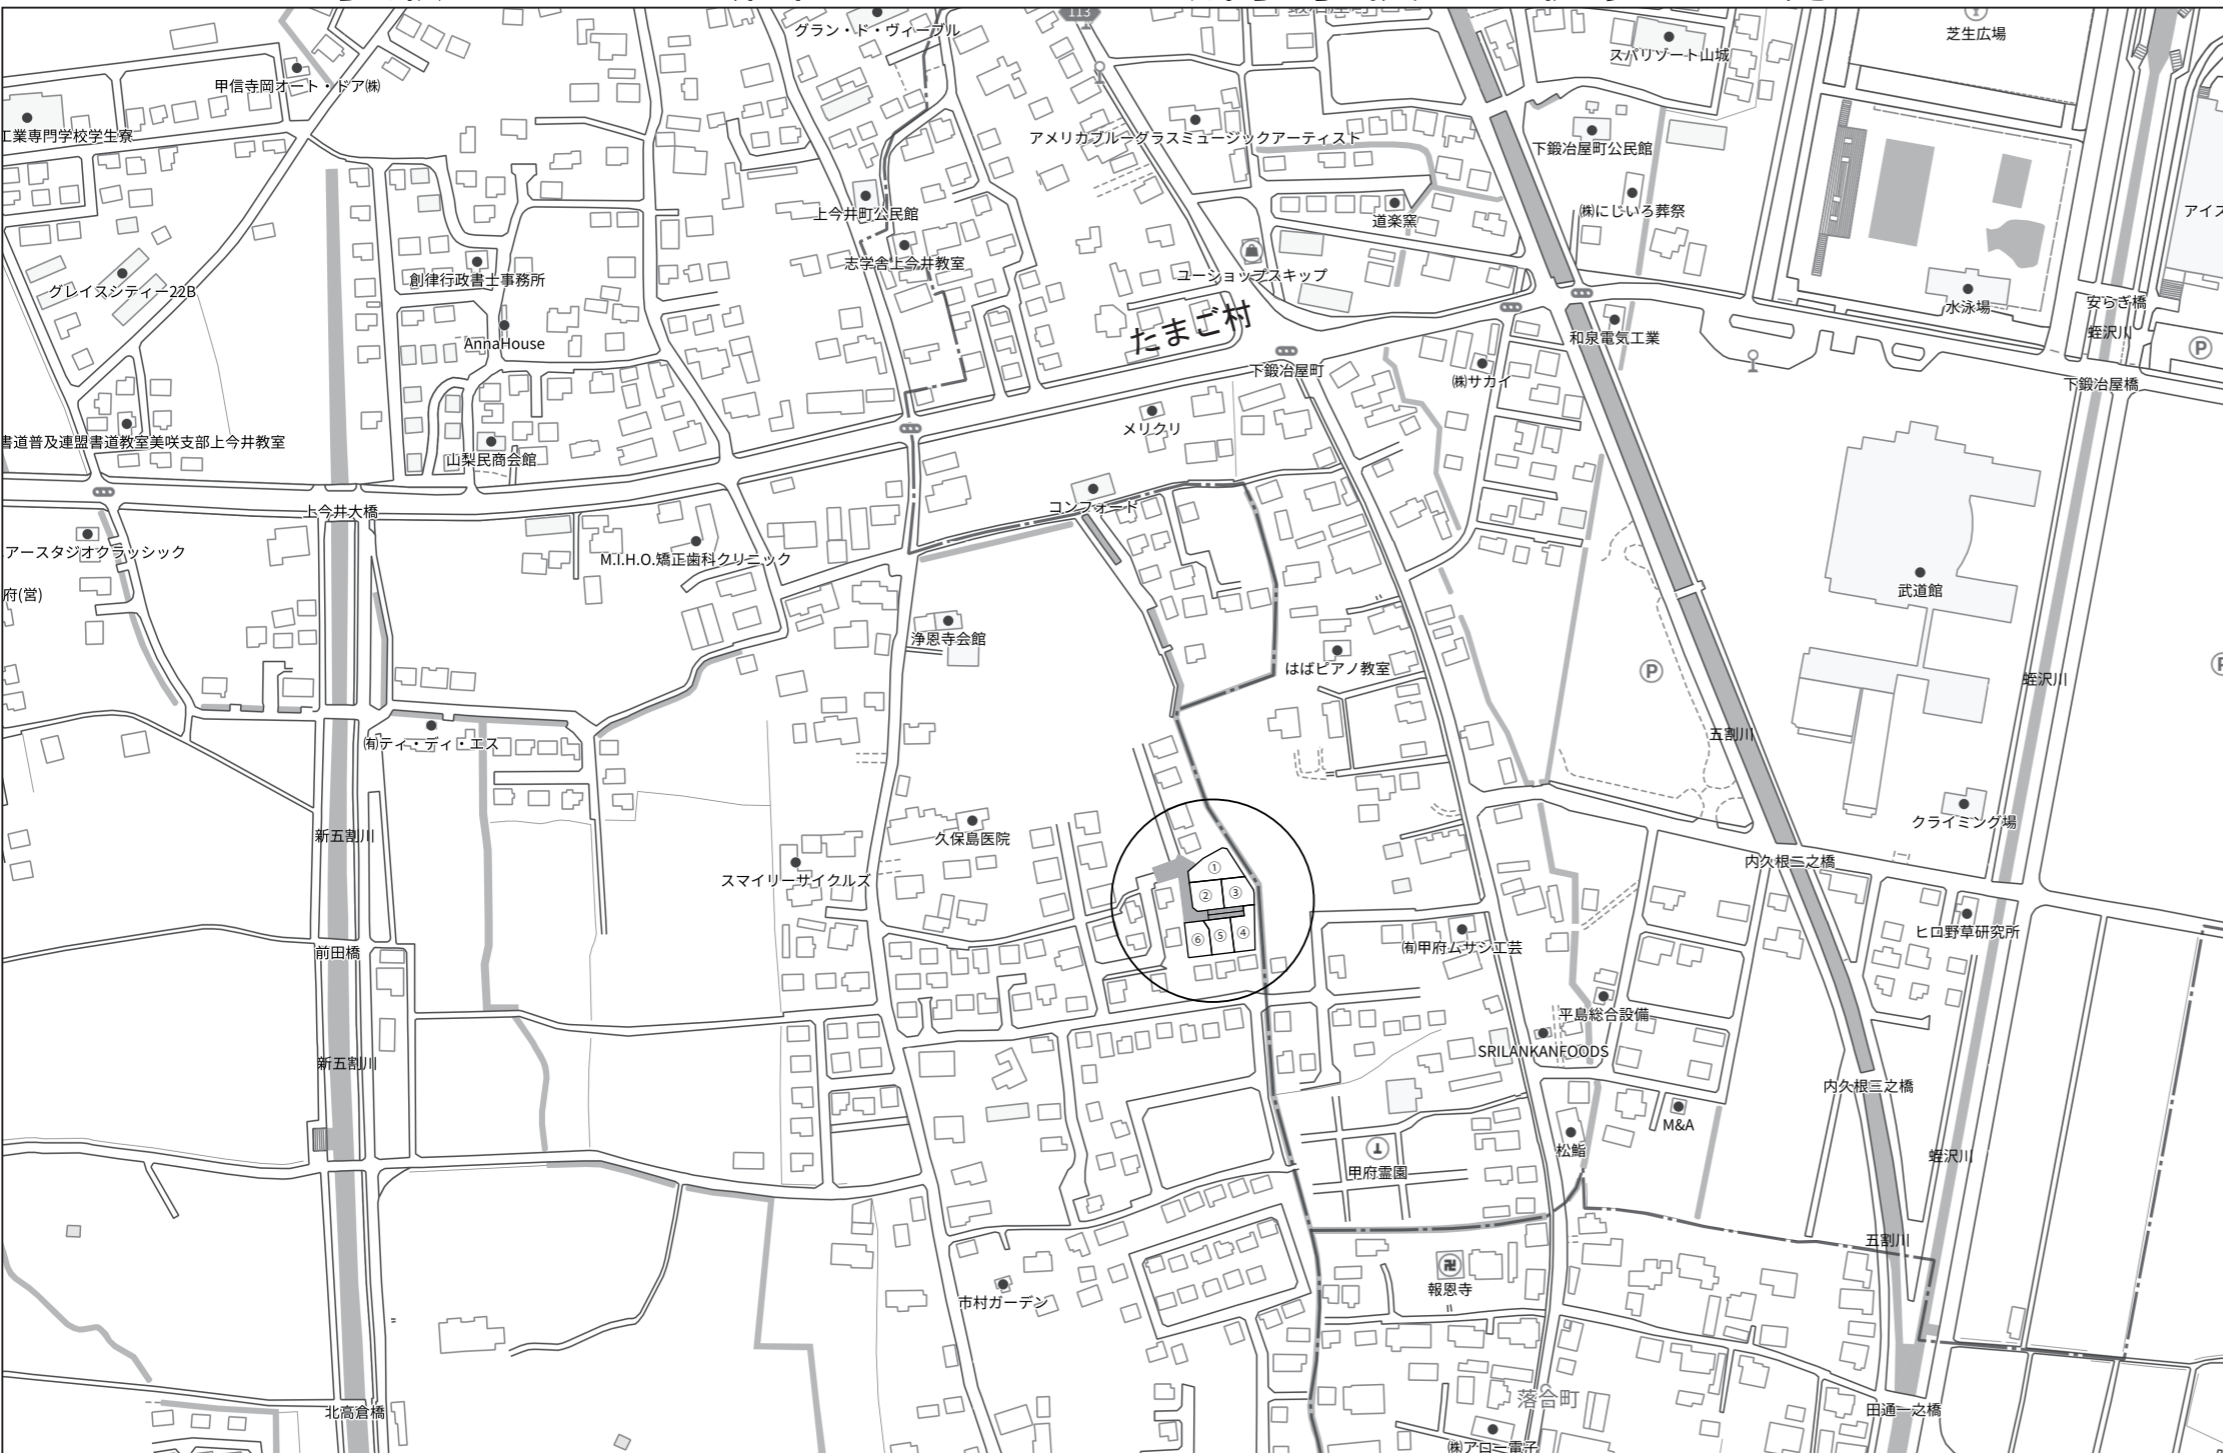 113
グラン・ド・ヴィーブル
スパリゾート山城
芝生広場
甲信寺岡オート・ドア㈱
工業専門学校学生寮
アメリカブルーグラスミュージックアーティスト
下鍛冶屋町公民館
上今井町公民館
道楽窯
㈱にじいろ葬祭
アイス
志学舎上今井教室
創律行政書士事務所
ユーショップスキップ
グレイスシティー22B
水泳場
安らぎ橋
たまご村
蛭沢川
AnnaHouse
和泉電気工業
P
下鍛冶屋町
㈱サカイ
下鍛冶屋橋
メリクリ
書道普及連盟書道教室美咲支部上今井教室
山梨民商会館
コンフォート
上今井大橋
アースタジオクラッシック
M.I.H.O.矯正歯科クリニック
府(営)
武道館
浄恩寺会館
はばピアノ教室
P
P
蛭沢川
㈲ティ・ディ・エス
五割川
新五割川
久保島医院
クライミング場
内久根二之橋
スマイリーサイクルズ
①
②
③
④
⑤
⑥
前田橋
㈲甲府ムサシ工芸
ヒロ野草研究所
平島総合設備
SRILANKANFOODS
新五割川
内久根三之橋
M&A
松鮨
蛭沢川
甲府霊園
五割川
報恩寺
市村ガーデン
落合町
北高倉橋
田通一之橋
㈱アロー電子